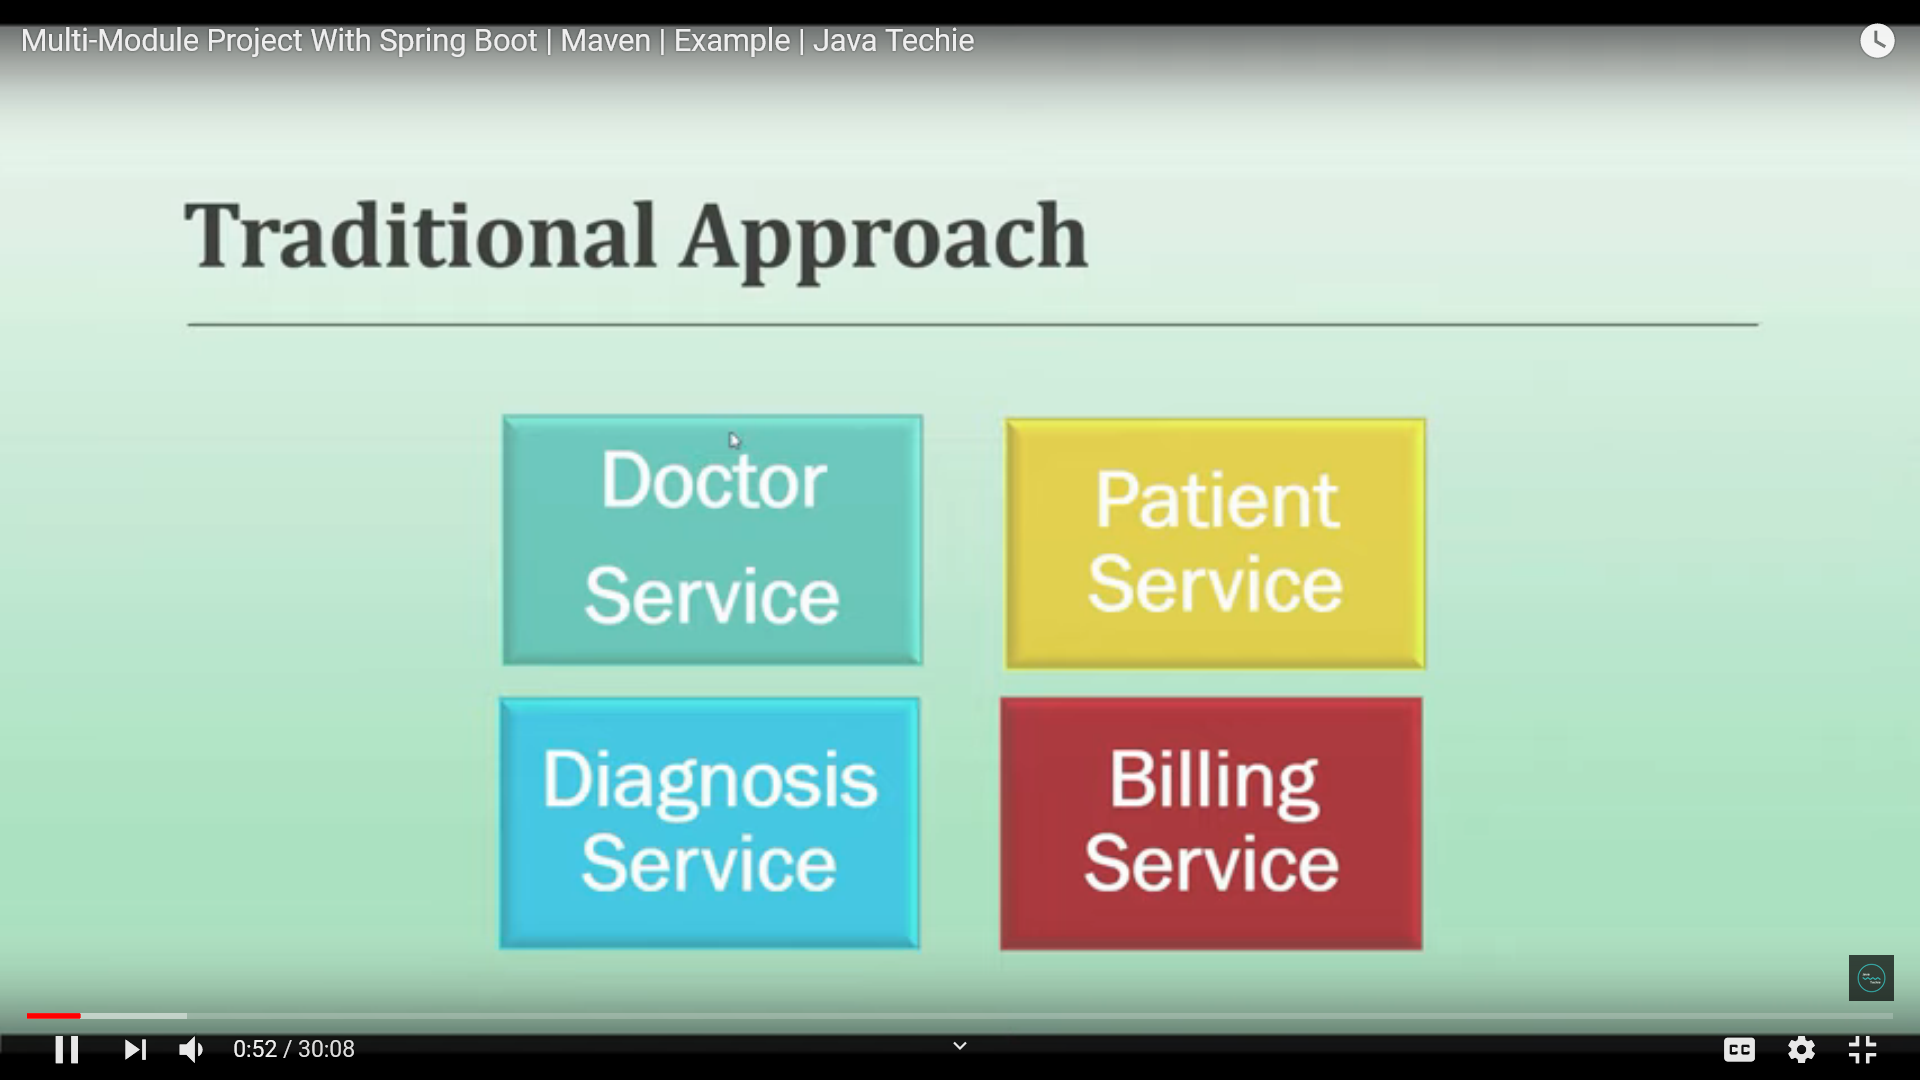 Multi-Module Project With Spring Boot | Maven | Example | Java Techie
Traditional Approach
Doctor
Service
Patient
Service
Diagnosis
Service
Billing
Service
0:52 / 30:08
CC